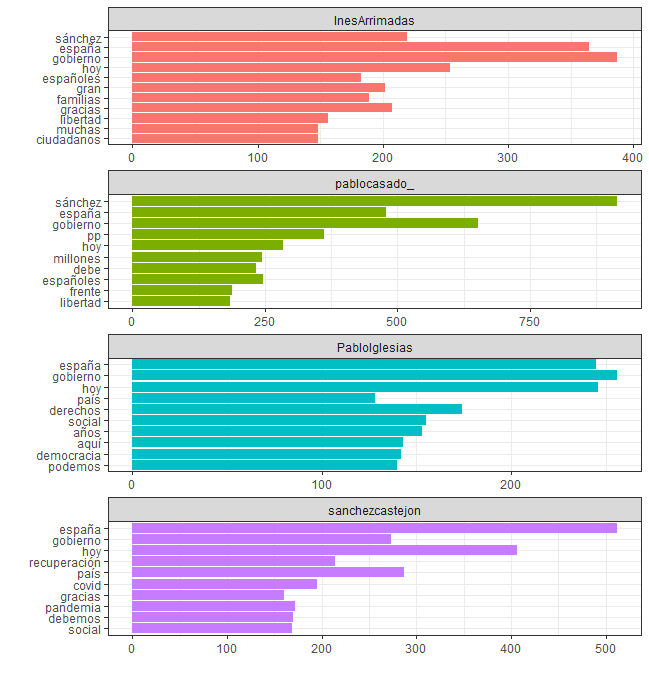 InesArrimadas
sánchez
españa
gobierno
hoy
españoles
gran
familias
gracias
libertad
muchas
ciudadanos
0 100 200 300 400
pablocasado_
sánchez
españa
gobierno
pp
hoy
millones
debe
españoles
frente
libertad
0 250 500 750
PabloIglesias
españa
gobierno
hoy
país
derechos
social
años
aquí
democracia
podemos
0 100 200
sanchezcastejon
españa
gobierno
hoy
recuperación
país
covid
gracias
pandemia
debemos
social
0 100 200 300 400 500